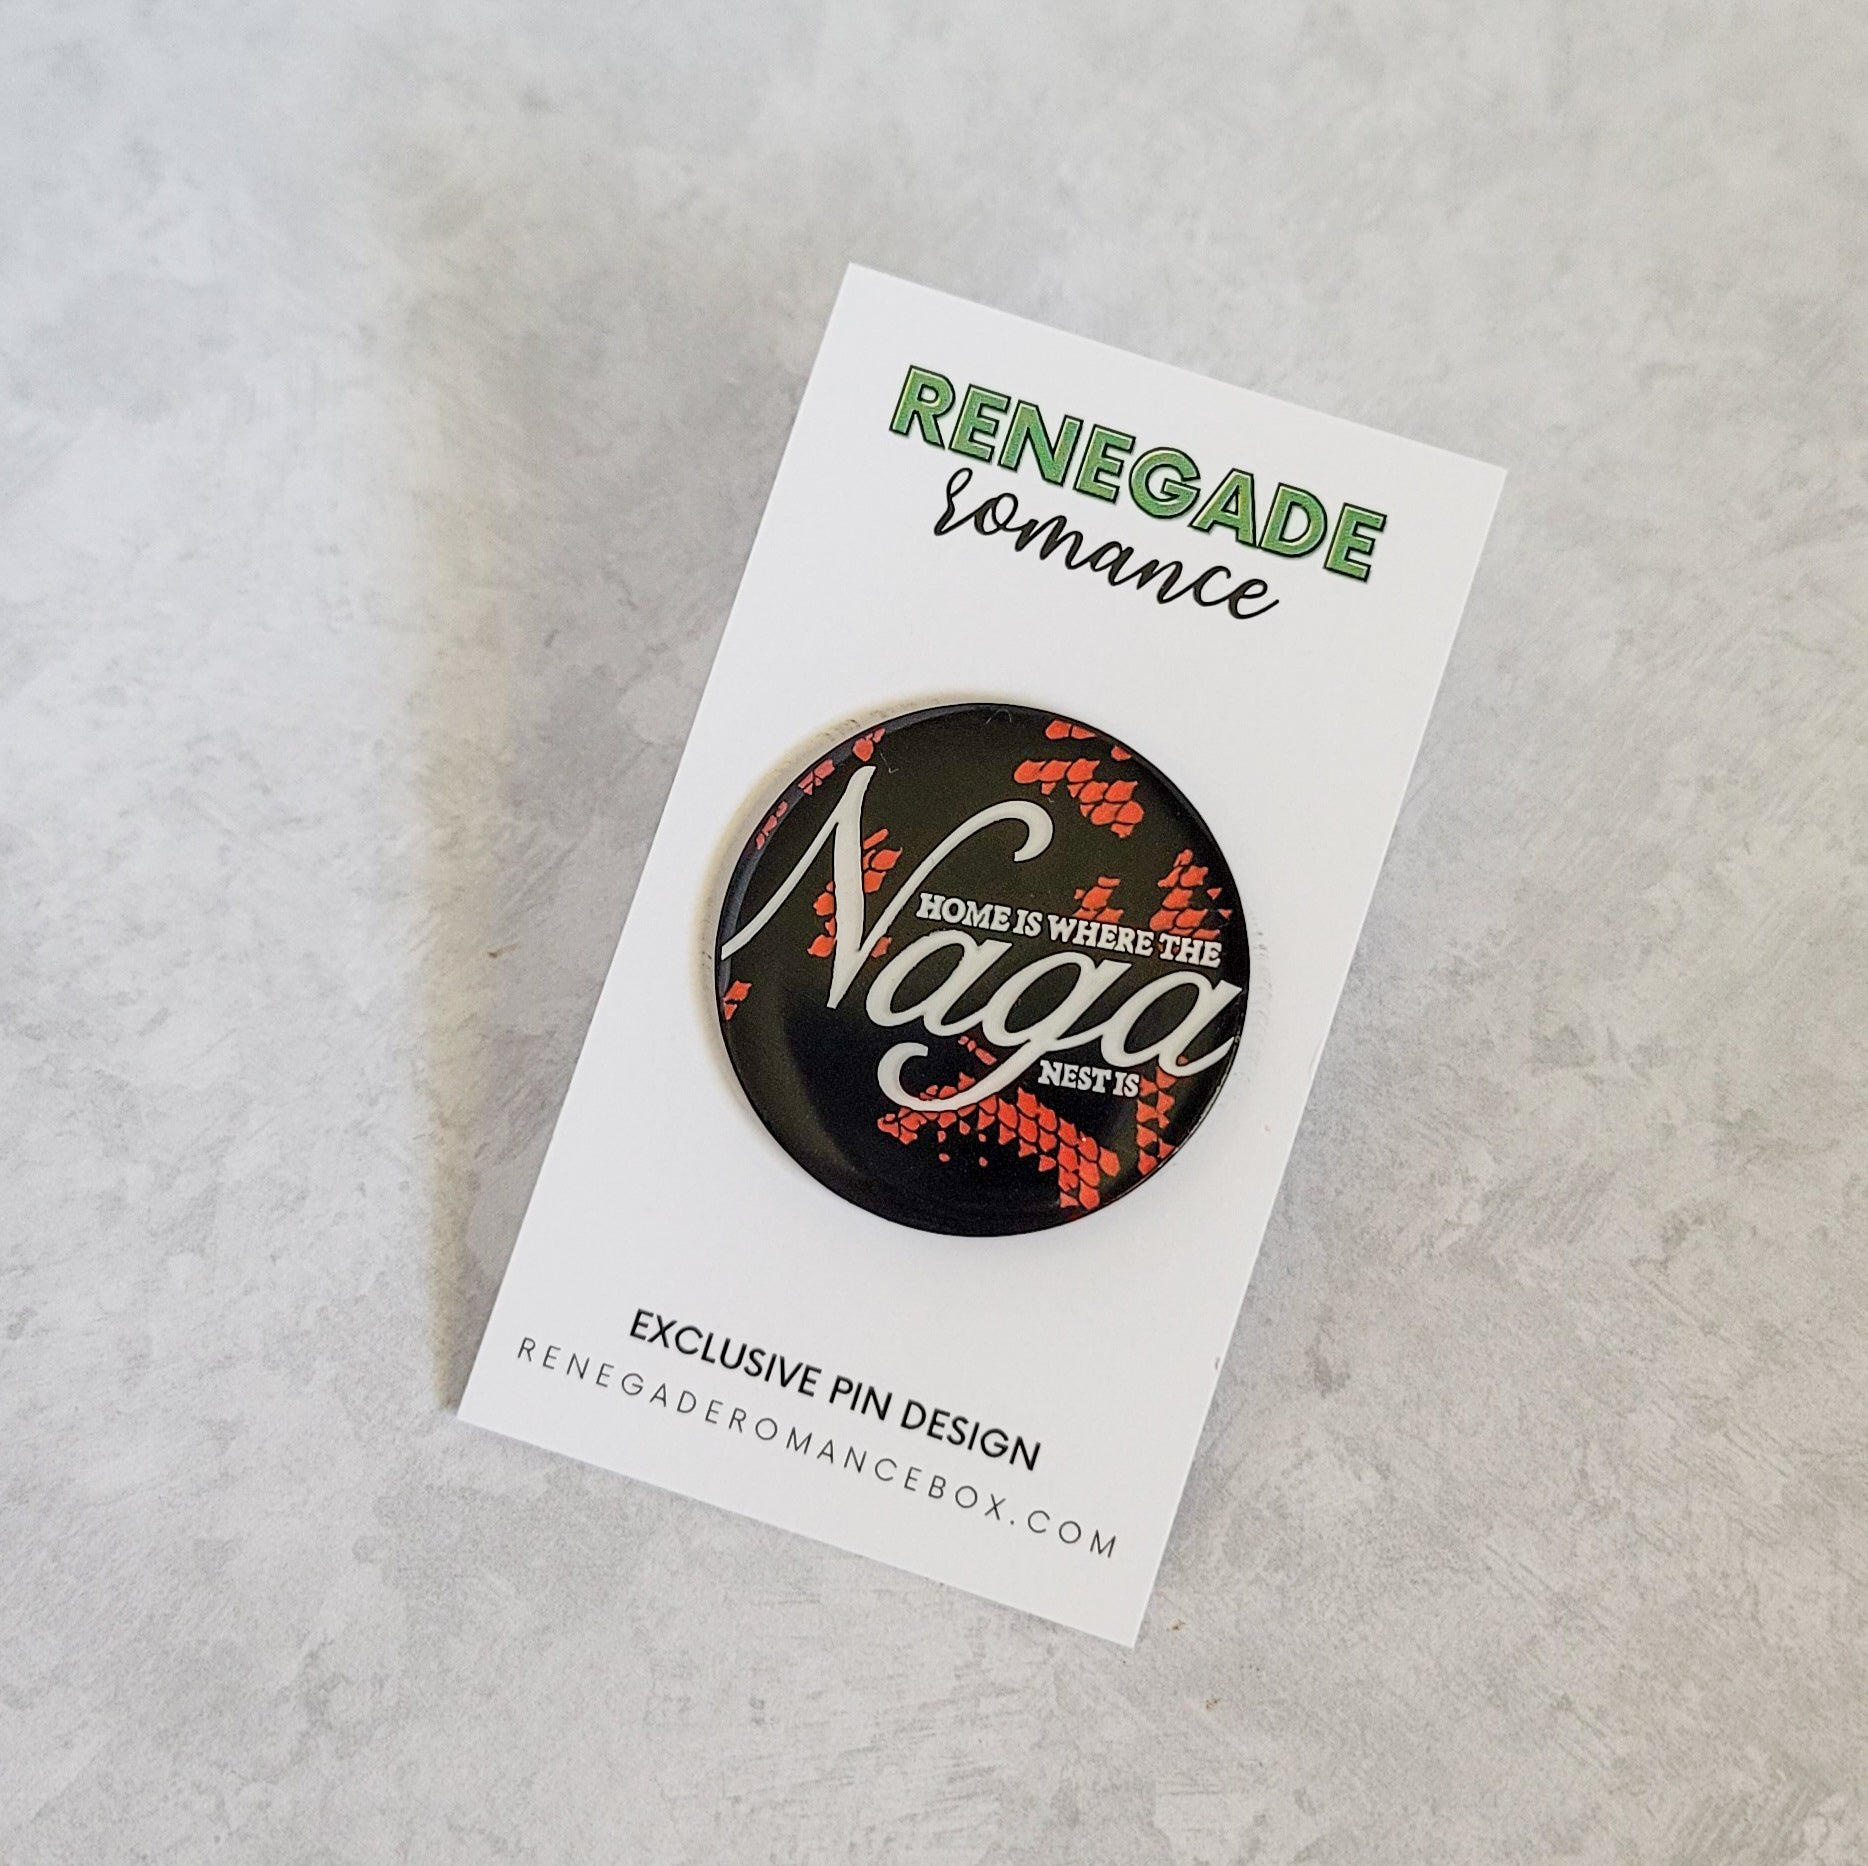 RENEGADE
romance
HOME IS WHERE THE
Naga
NEST IS
EXCLUSIVE PIN DESIGN
RENEGADEROMANCEBOX.COM